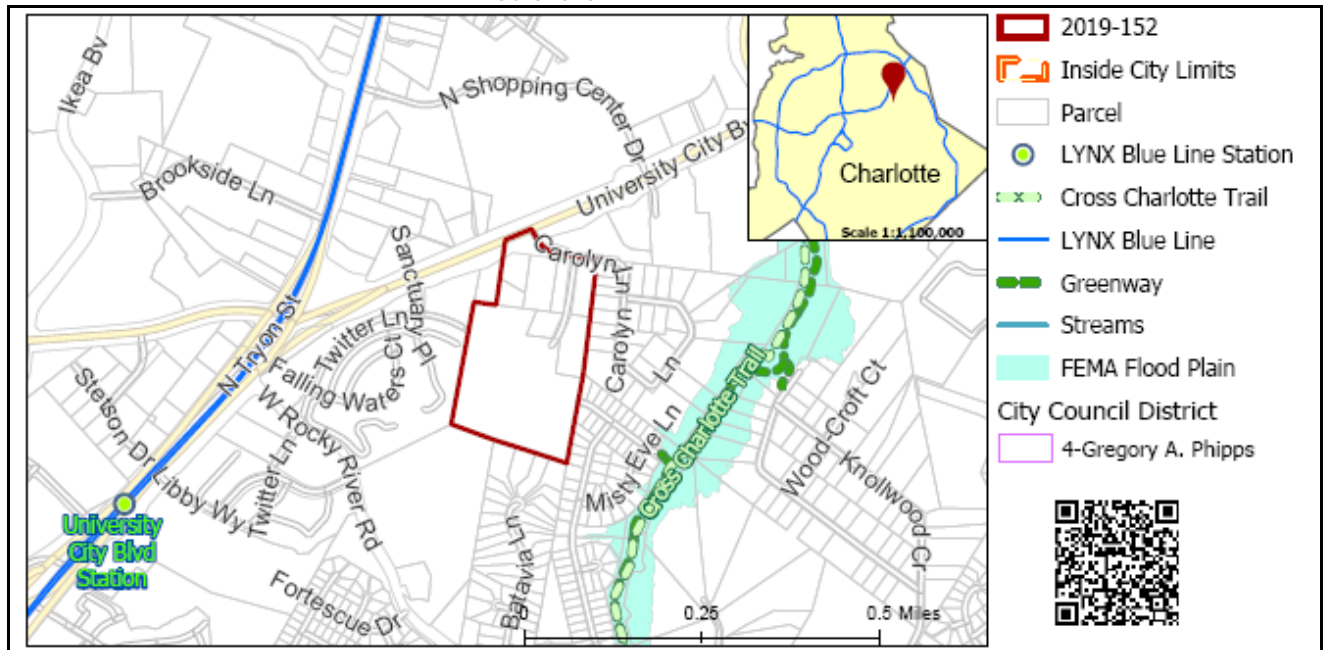 Ikea Bv
N Shopping Center Dr
Brookside Ln
University City Bv
Sanctuary Pl
Carolyn Ln
Carolyn Ln
Ln
N Tryon St
Twitter Ln
Falling Waters Ct
W Rocky River Rd
Stetson Dr
Libby Wy
Twitter Ln
University
City Blvd
Station
Fortescue Dr
Batavia Ln
Misty Eve Ln
Cross Charlotte Trail
Wood-Croft Ct
Knollwood Cr
0 0.25 0.5 Miles
Charlotte
Scale 1:1,100,000
2019-152
Inside City Limits
Parcel
LYNX Blue Line Station
Cross Charlotte Trail
LYNX Blue Line
Greenway
Streams
FEMA Flood Plain
City Council District
4-Gregory A. Phipps